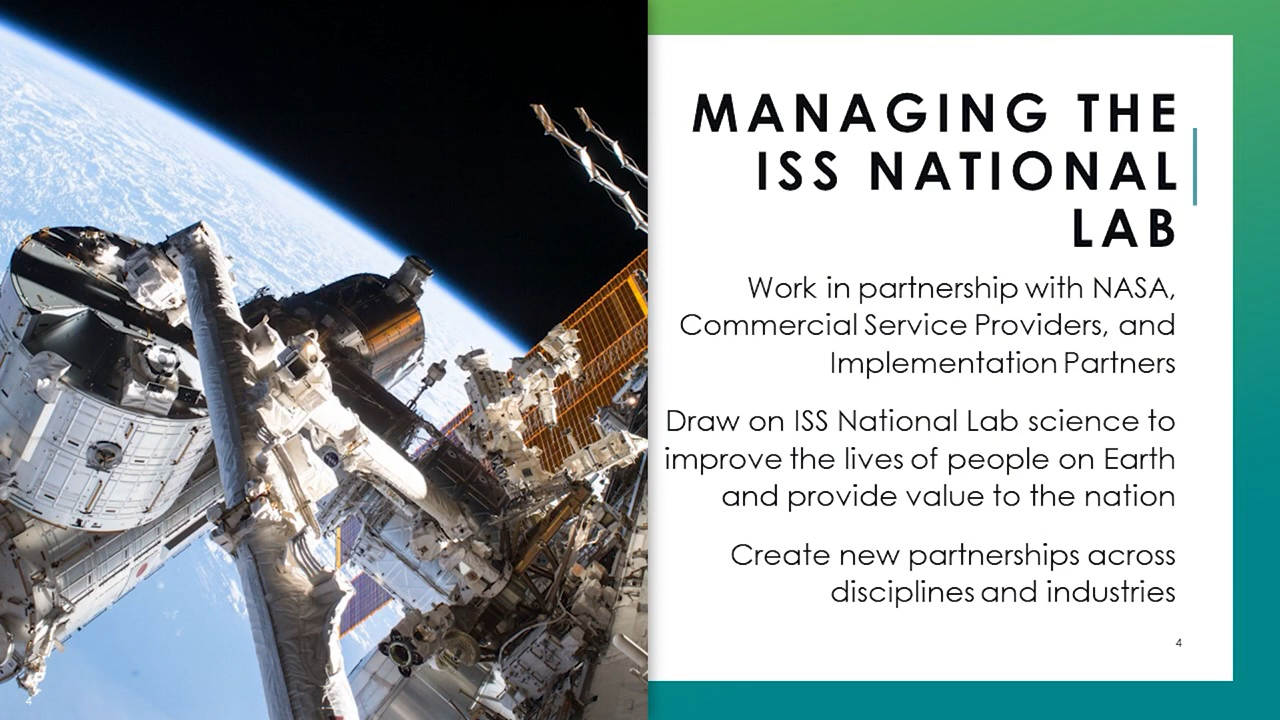 MANAGING THE
ISS NATIONAL
LAB
Work in partnership with NASA,
Commercial Service Providers, and
Implementation Partners
Draw on ISS National Lab science to
improve the lives of people on Earth
and provide value to the nation
Create new partnerships across
disciplines and industries
4
4